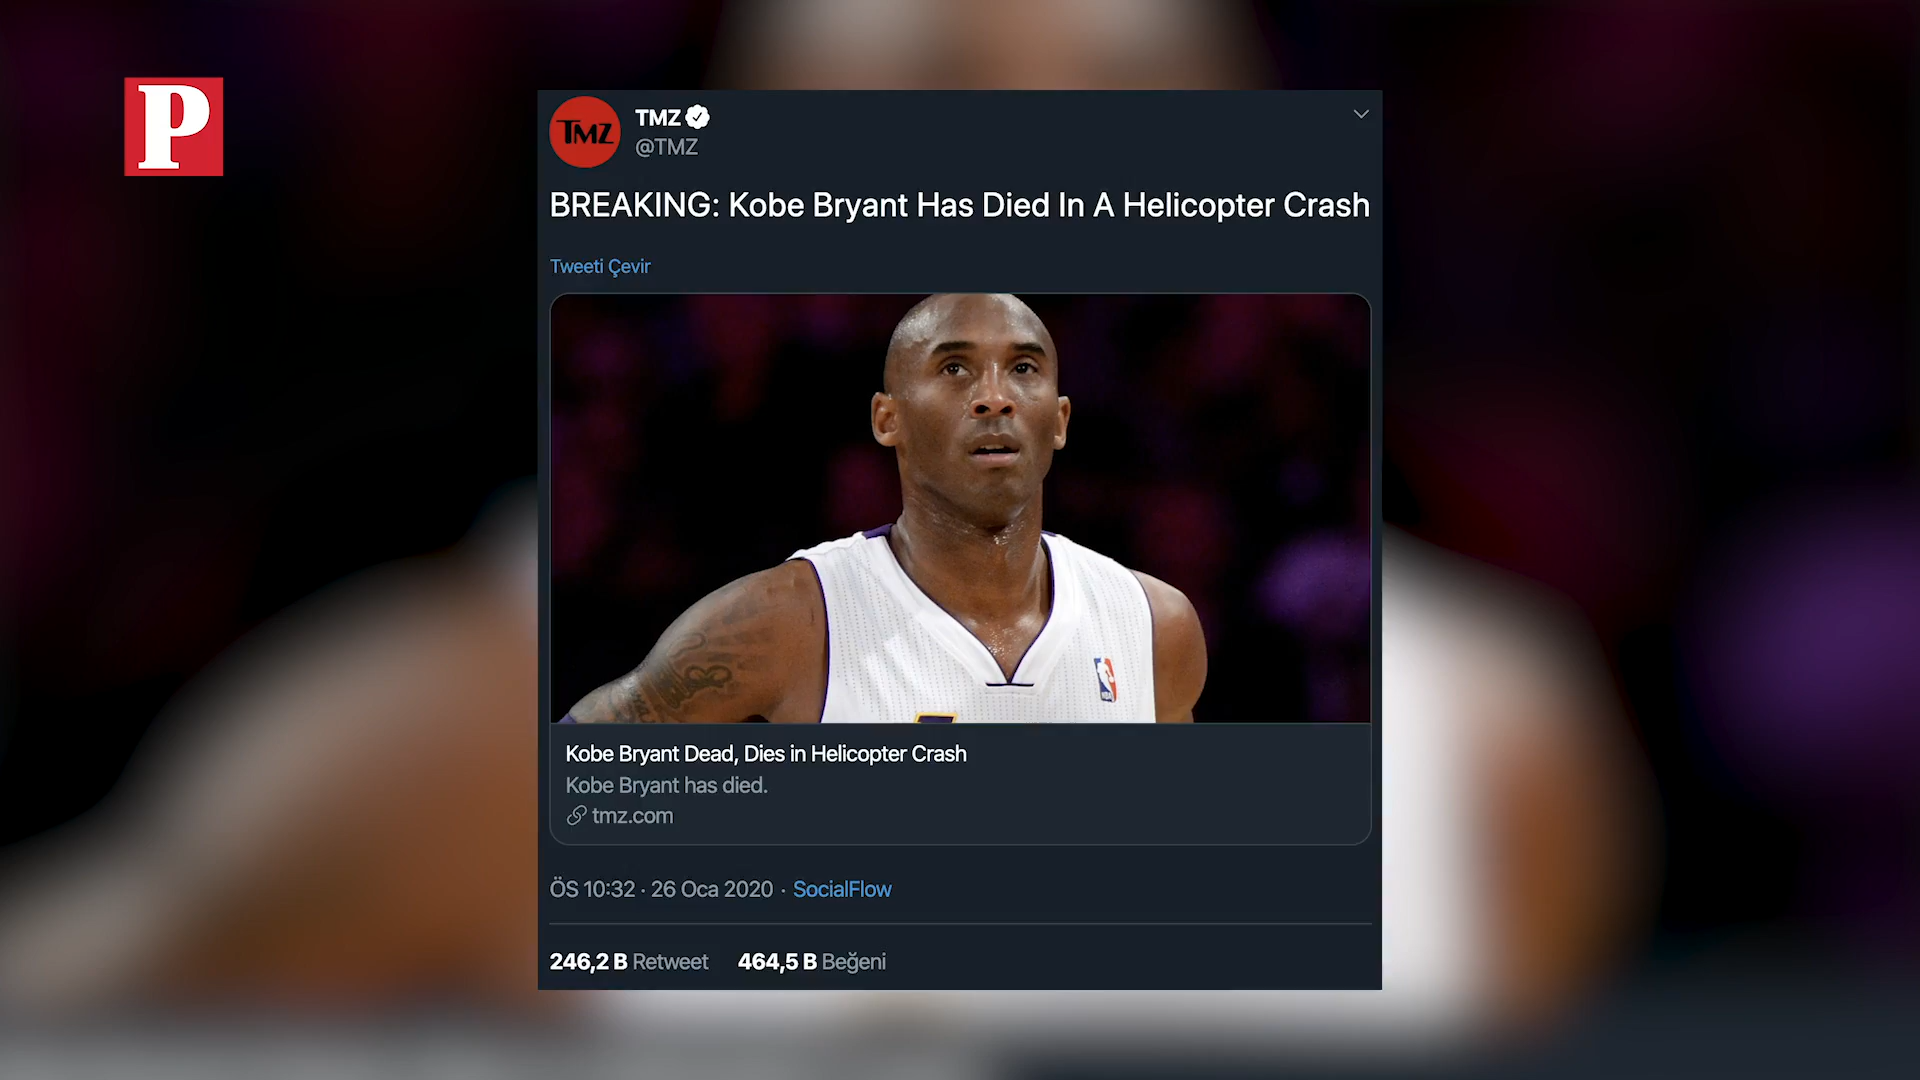 P
TMZ
TMZ
@TMZ
BREAKING: Kobe Bryant Has Died In A Helicopter Crash
Tweeti Çevir
NBA
Kobe Bryant Dead, Dies in Helicopter Crash
Kobe Bryant has died.
tmz.com
ÖS 10:32 · 26 Oca 2020 · SocialFlow
246,2 B Retweet 464,5 B Beğeni